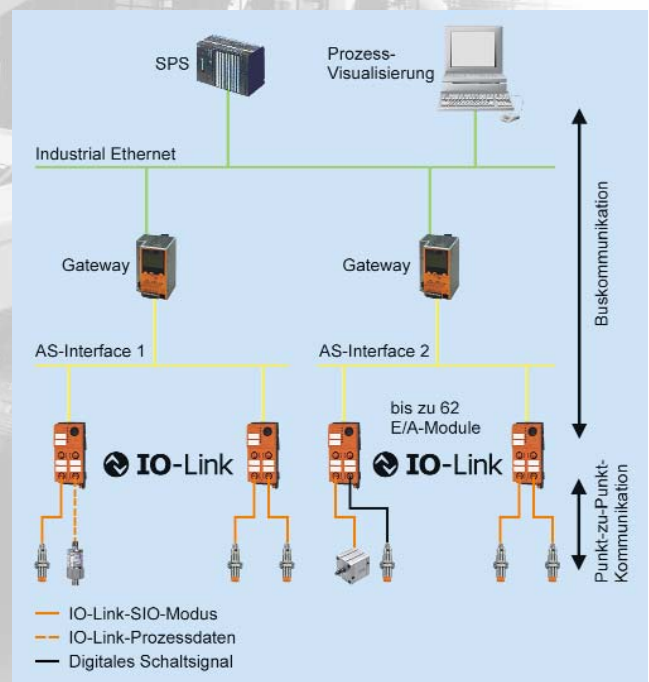 SPS
Prozess-
Visualisierung
Industrial Ethernet
Gateway
Gateway
Buskommunikation
AS-Interface 1
AS-Interface 2
bis zu 62
E/A-Module
IO-Link
IO-Link
Punkt-zu-Punkt-
Kommunikation
IO-Link-SIO-Modus
IO-Link-Prozessdaten
Digitales Schaltsignal